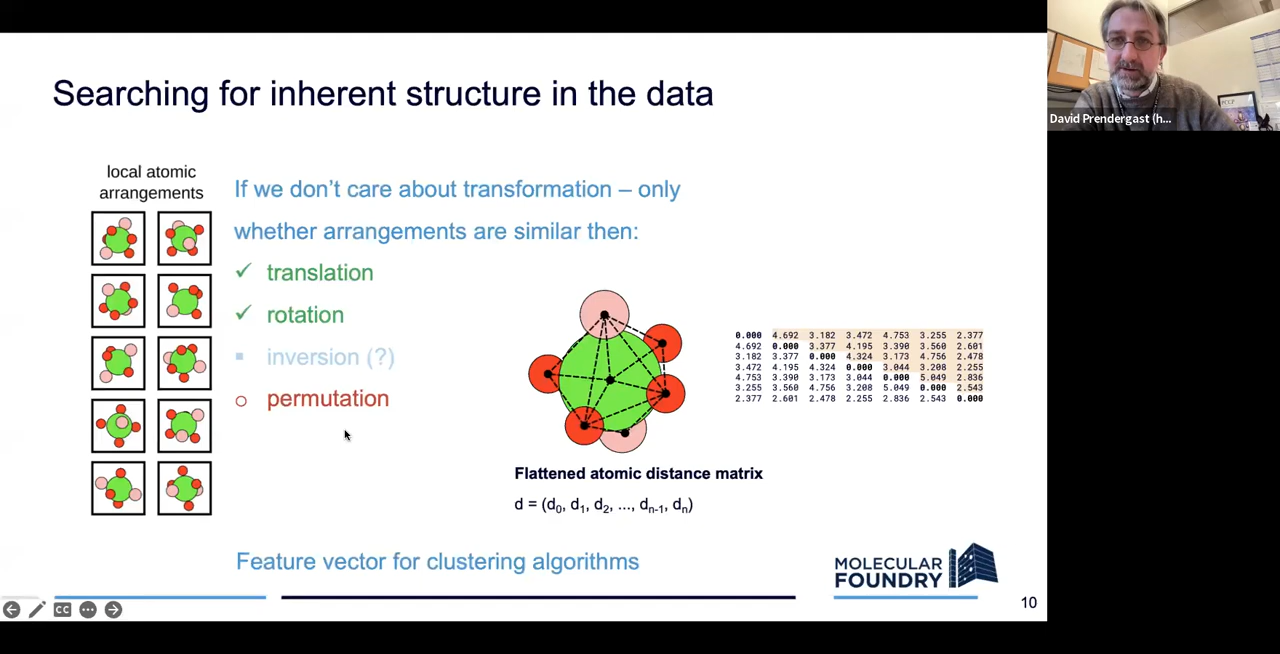 Searching for inherent structure in the data
local atomic
arrangements
If we don't care about transformation – only
whether arrangements are similar then:
✓ translation
✓ rotation
▪ inversion (?)
○ permutation
0.000 4.692 3.182 3.472 4.753 3.255 2.377
4.692 0.000 3.377 4.195 3.390 3.560 2.601
3.182 3.377 0.000 4.324 3.173 4.756 2.478
3.472 4.195 4.324 0.000 3.044 3.208 2.255
4.753 3.390 3.173 3.044 0.000 5.049 2.836
3.255 3.560 4.756 3.208 5.049 0.000 2.543
2.377 2.601 2.478 2.255 2.836 2.543 0.000
Flattened atomic distance matrix
d = (d0, d1, d2, ..., dn-1, dn)
Feature vector for clustering algorithms
MOLECULAR
FOUNDRY
10
CC
David Prendergast (h...